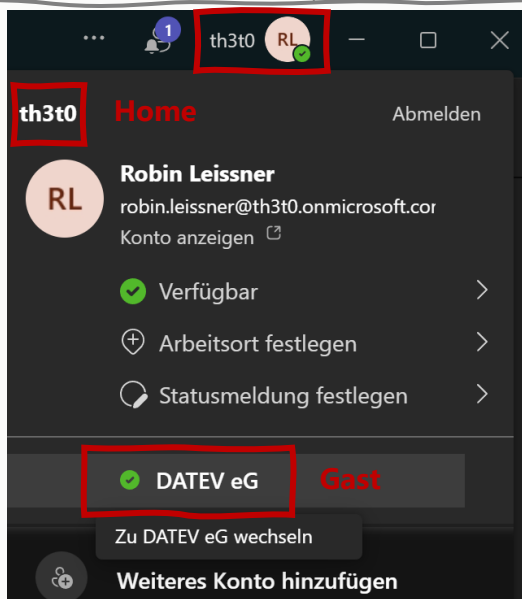 ... 1 th3t0 RL
th3t0 Home Abmelden
RL
Robin Leissner
robin.leissner@th3t0.onmicrosoft.cor
Konto anzeigen
Verfügbar
Arbeitsort festlegen
Statusmeldung festlegen
DATEV eG Gast
Zu DATEV eG wechseln
Weiteres Konto hinzufügen